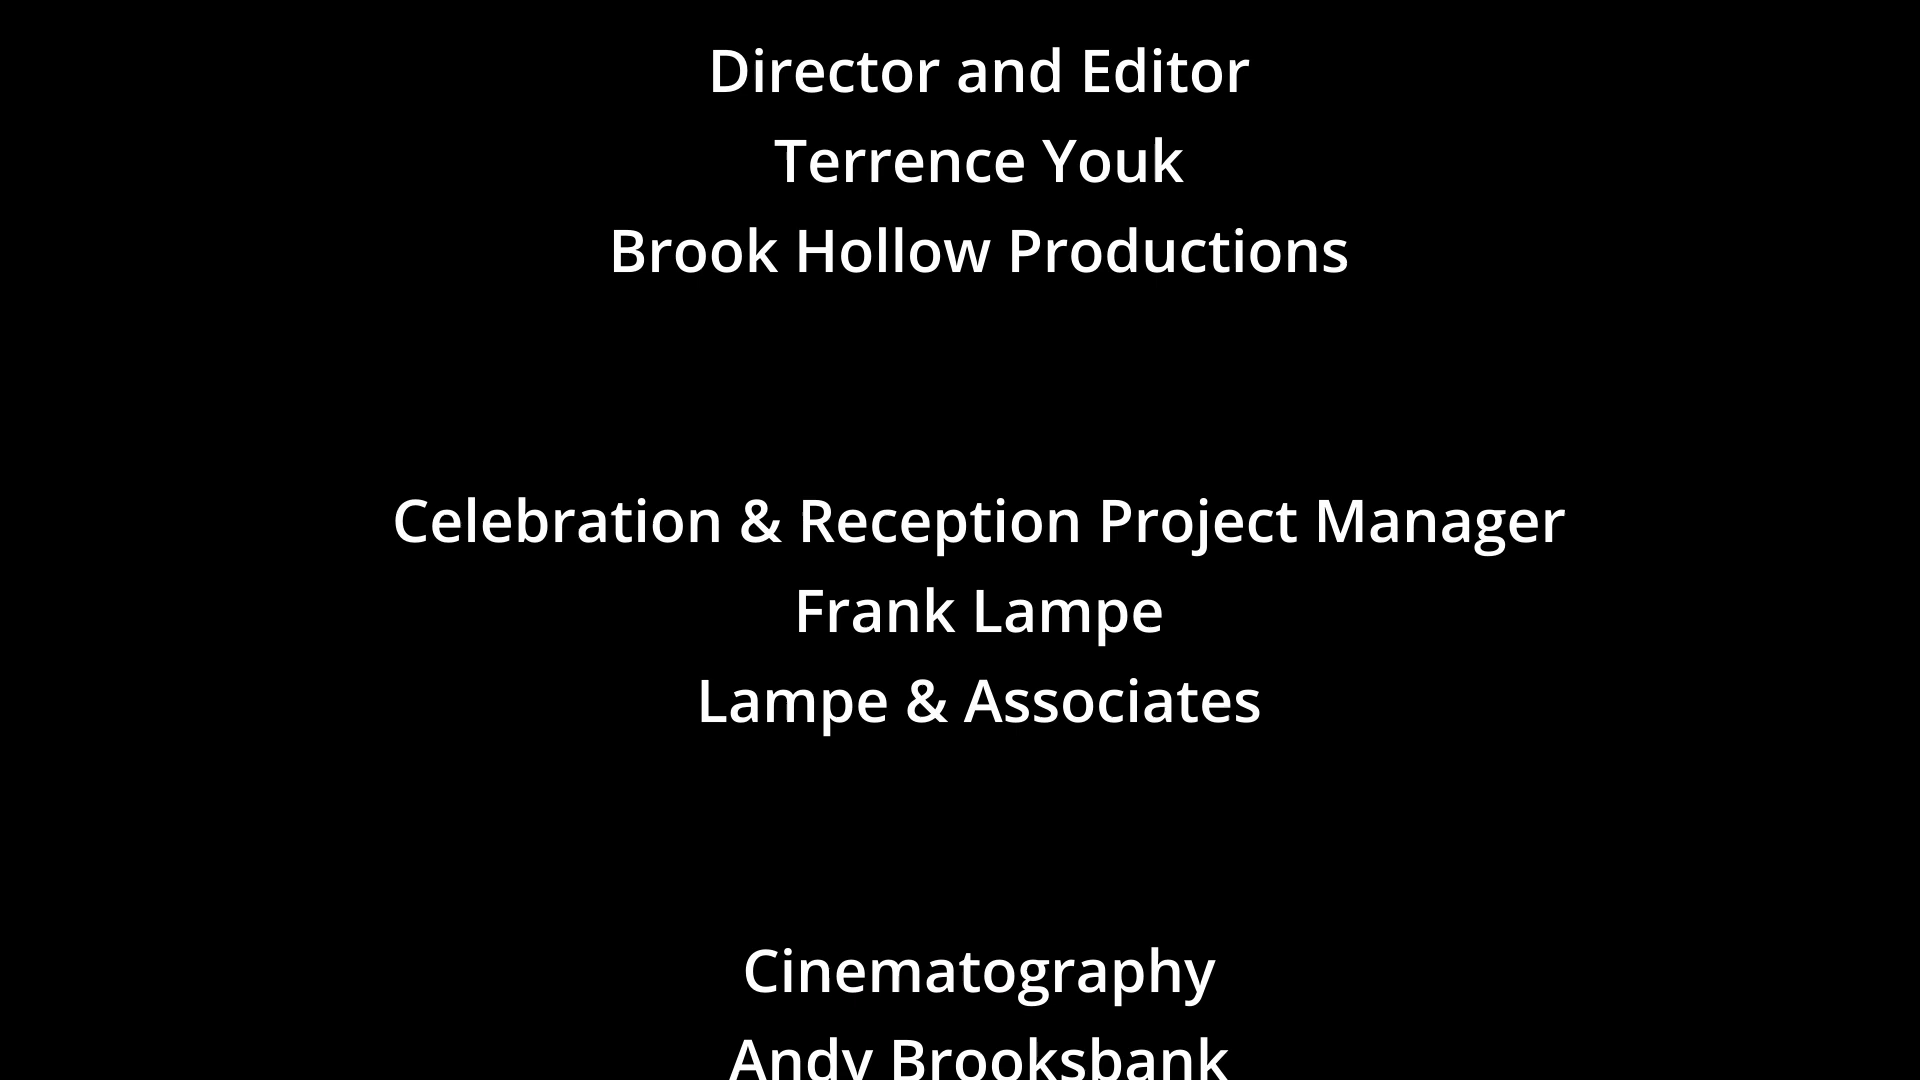 Director and Editor
Terrence Youk
Brook Hollow Productions
Celebration & Reception Project Manager
Frank Lampe
Lampe & Associates
Cinematography
Andy Brooksbank